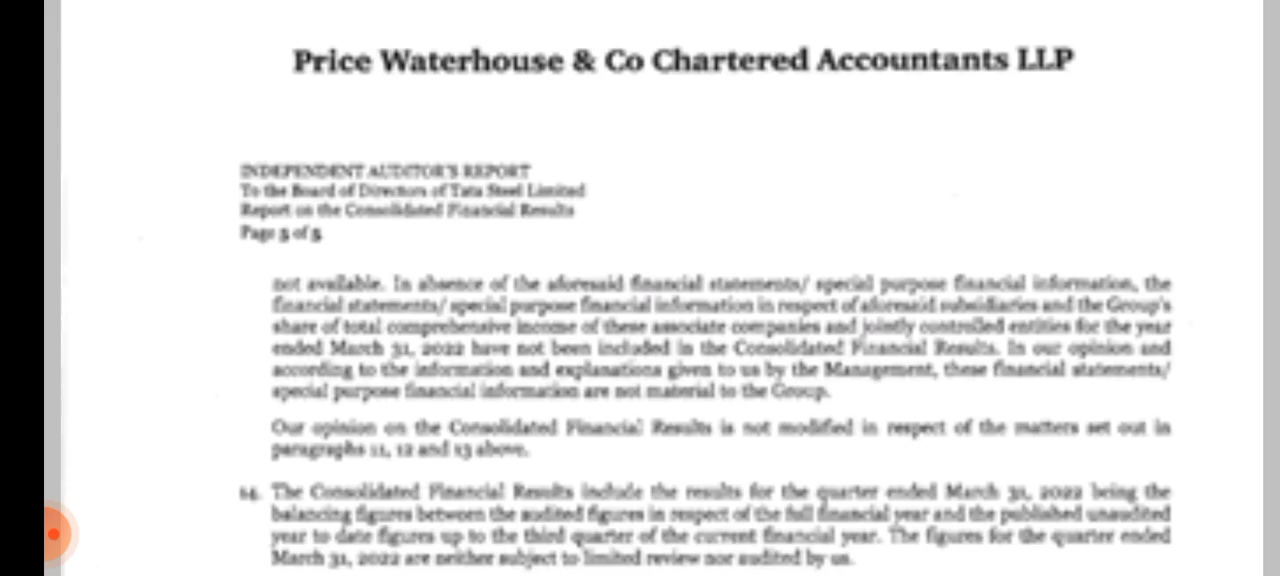 Price Waterhouse & Co Chartered Accountants LLP
INDEPENDENT AUDITOR'S REPORT
To the Board of Directors of Tata Steel Limited
Report on the Consolidated Financial Results
Page 5 of 5
not available. In absence of the aforesaid financial statements/ special purpose financial information, the
financial statements/ special purpose financial information in respect of aforesaid subsidiaries and the Group's
share of total comprehensive income of these associate companies and jointly controlled entities for the year
ended March 31, 2022 have not been included in the Consolidated Financial Results. In our opinion and
according to the information and explanations given to us by the Management, these financial statements/
special purpose financial information are not material to the Group.
Our opinion on the Consolidated Financial Results is not modified in respect of the matters set out in
paragraphs 11, 12 and 13 above.
14. The Consolidated Financial Results include the results for the quarter ended March 31, 2022 being the
balancing figures between the audited figures in respect of the full financial year and the published unaudited
year to date figures up to the third quarter of the current financial year. The figures for the quarter ended
March 31, 2022 are neither subject to limited review nor audited by us.